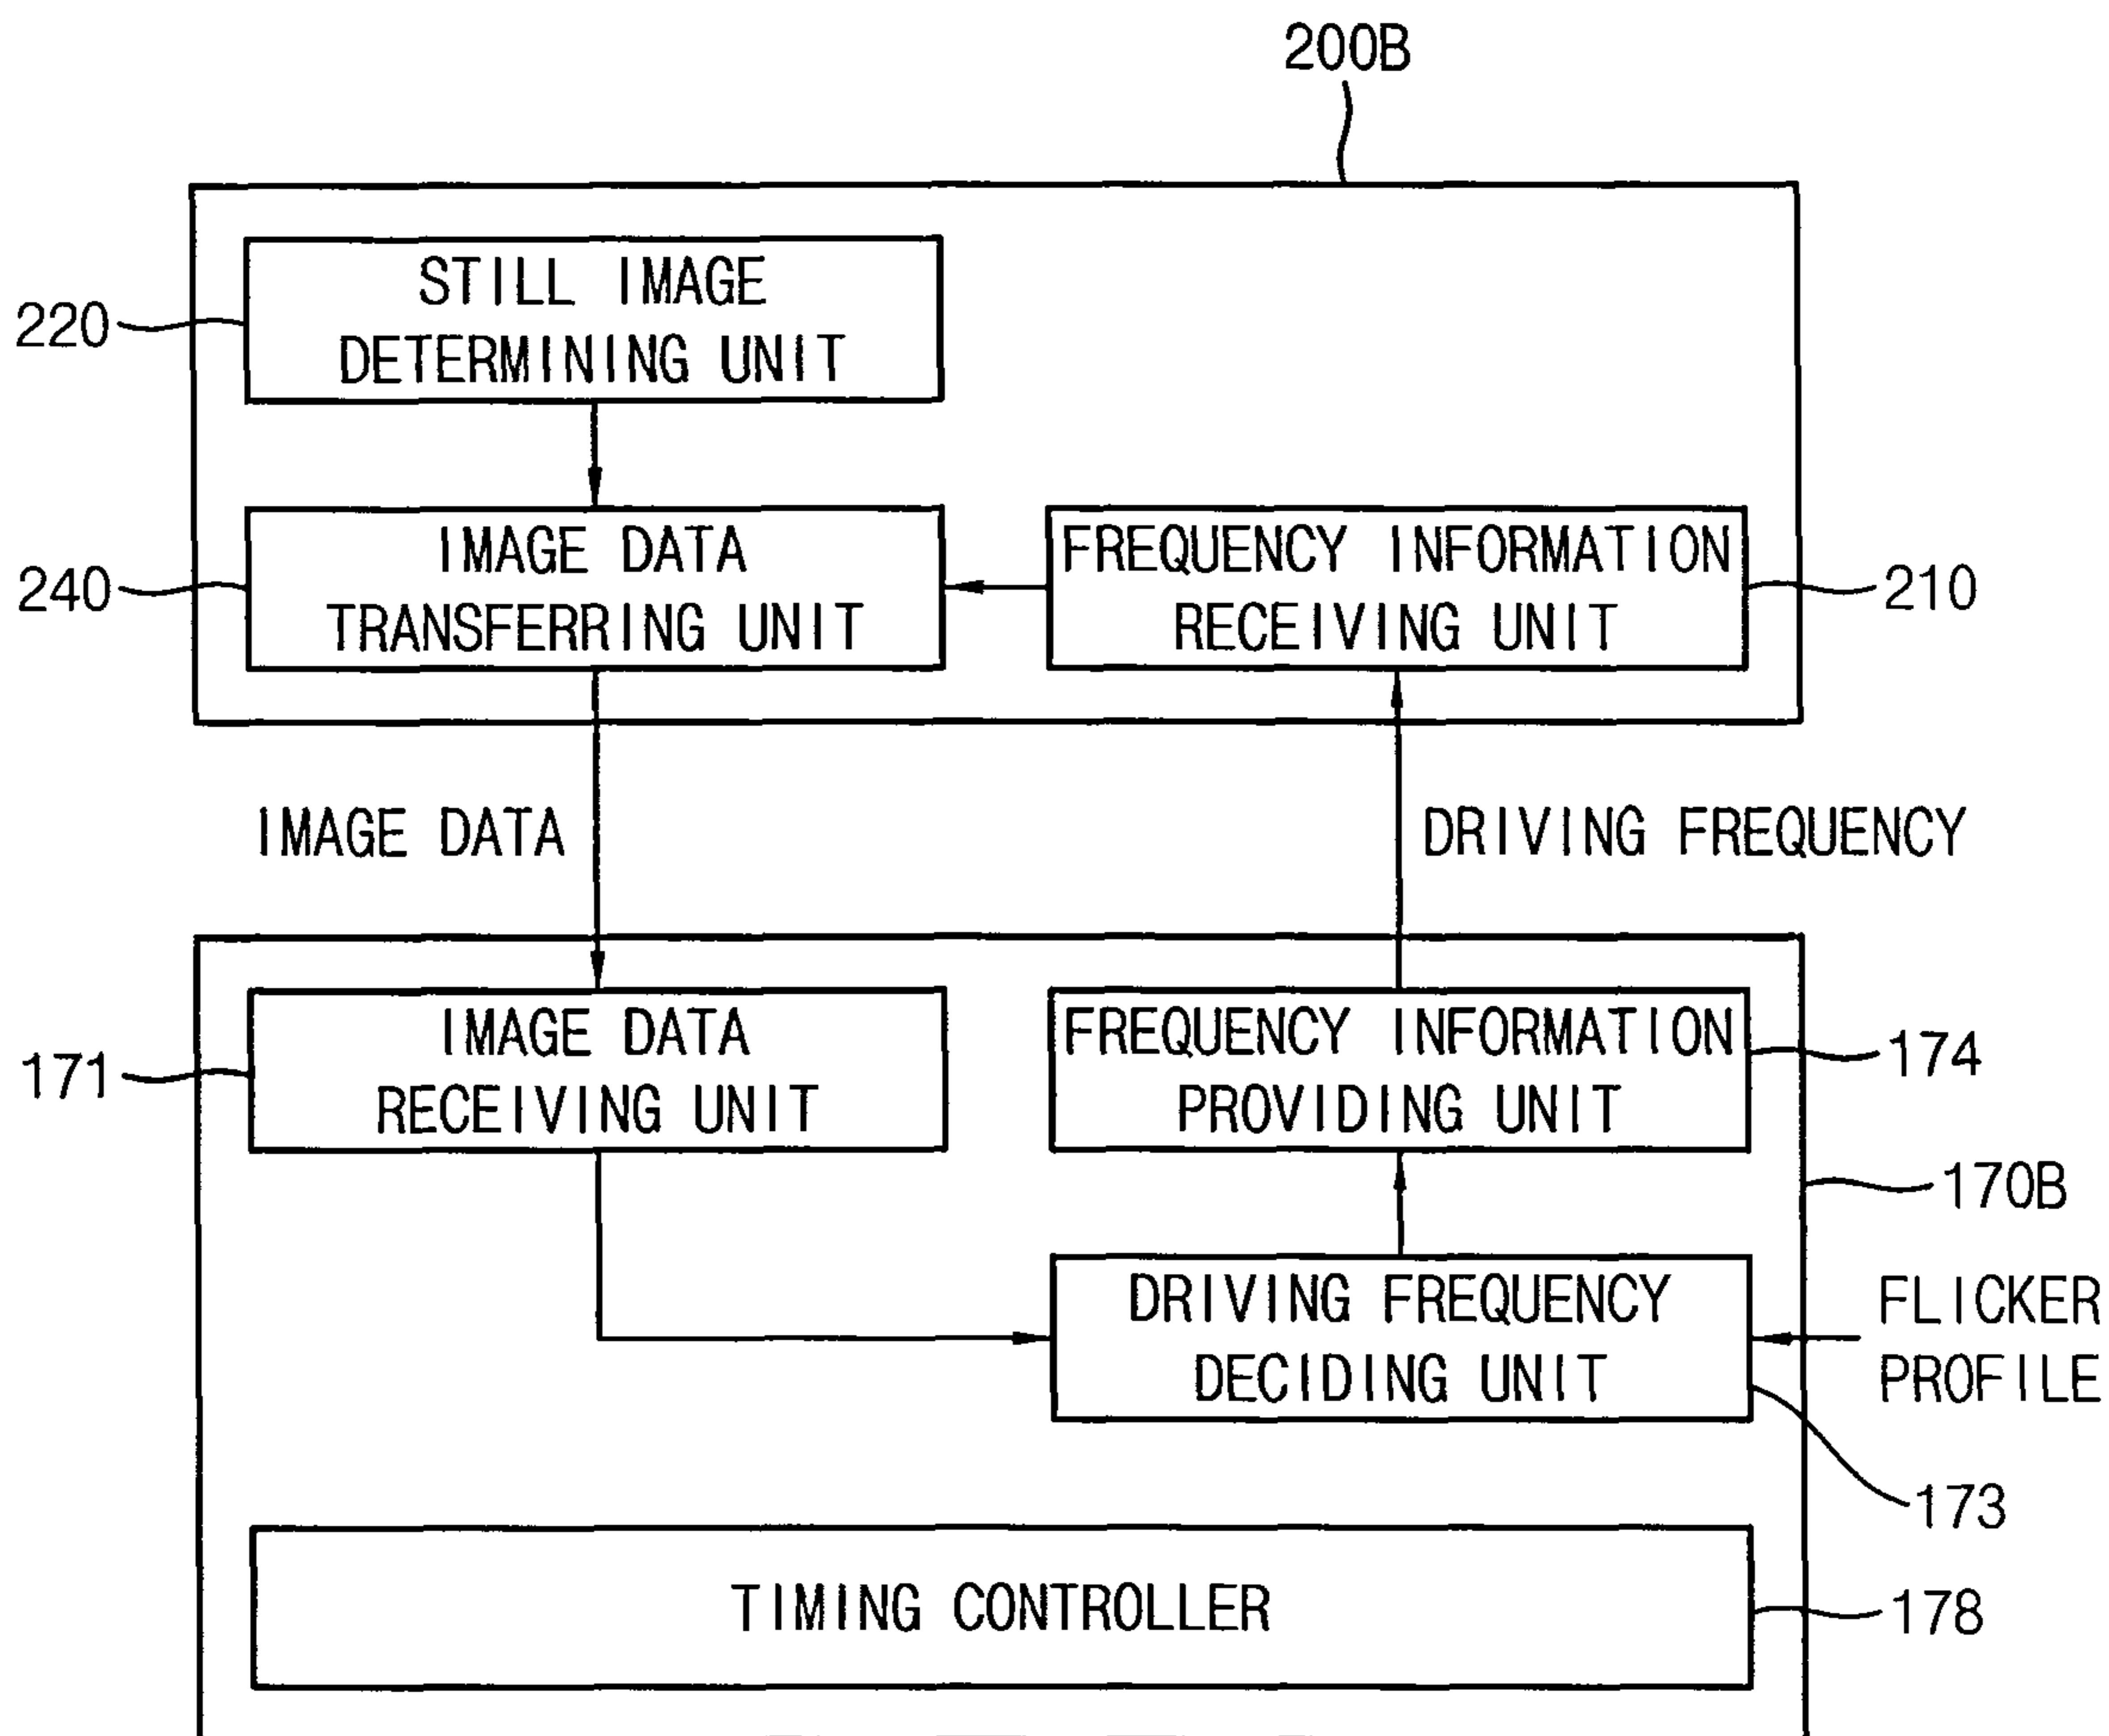 200B
STILL IMAGE
DETERMINING UNIT
220
IMAGE DATA
TRANSFERRING UNIT
240
FREQUENCY INFORMATION
RECEIVING UNIT
210
IMAGE DATA
DRIVING FREQUENCY
IMAGE DATA
RECEIVING UNIT
171
FREQUENCY INFORMATION
PROVIDING UNIT
174
170B
DRIVING FREQUENCY
DECIDING UNIT
FLICKER
PROFILE
173
TIMING CONTROLLER
178